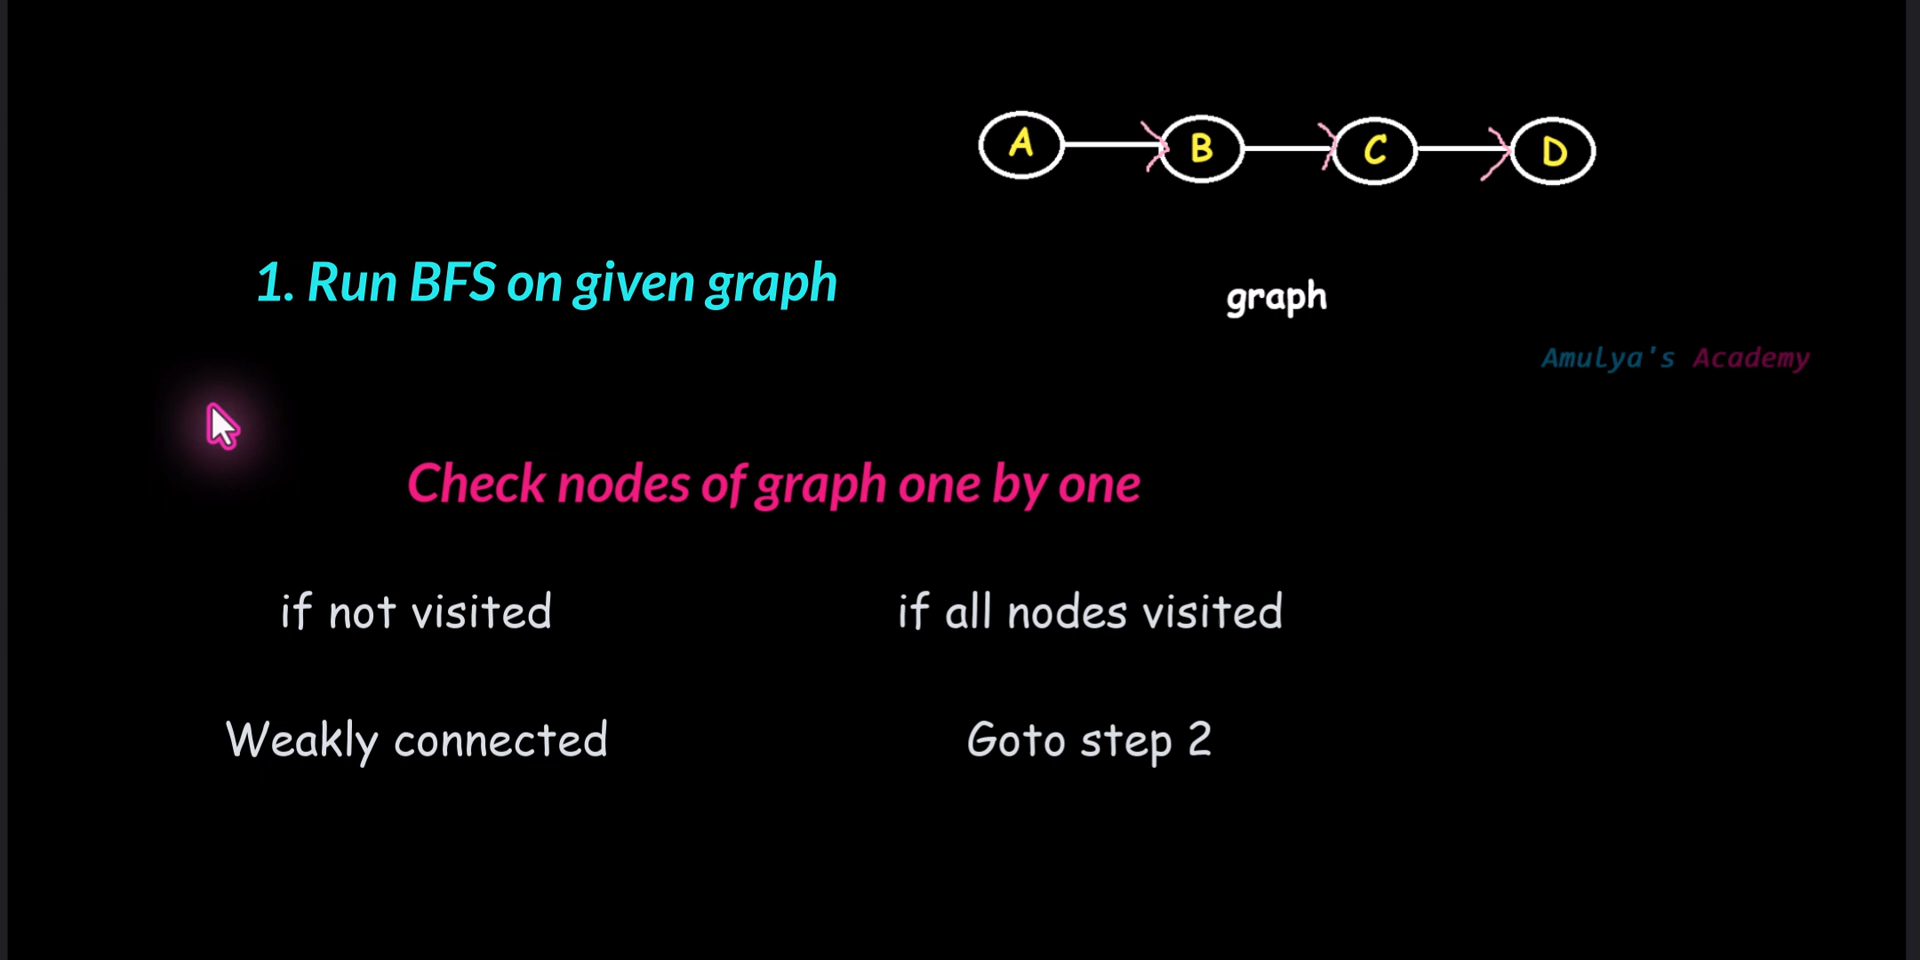 A B C D
1. Run BFS on given graph
graph
Amulya's Academy
Check nodes of graph one by one
if not visited
if all nodes visited
Weakly connected
Goto step 2